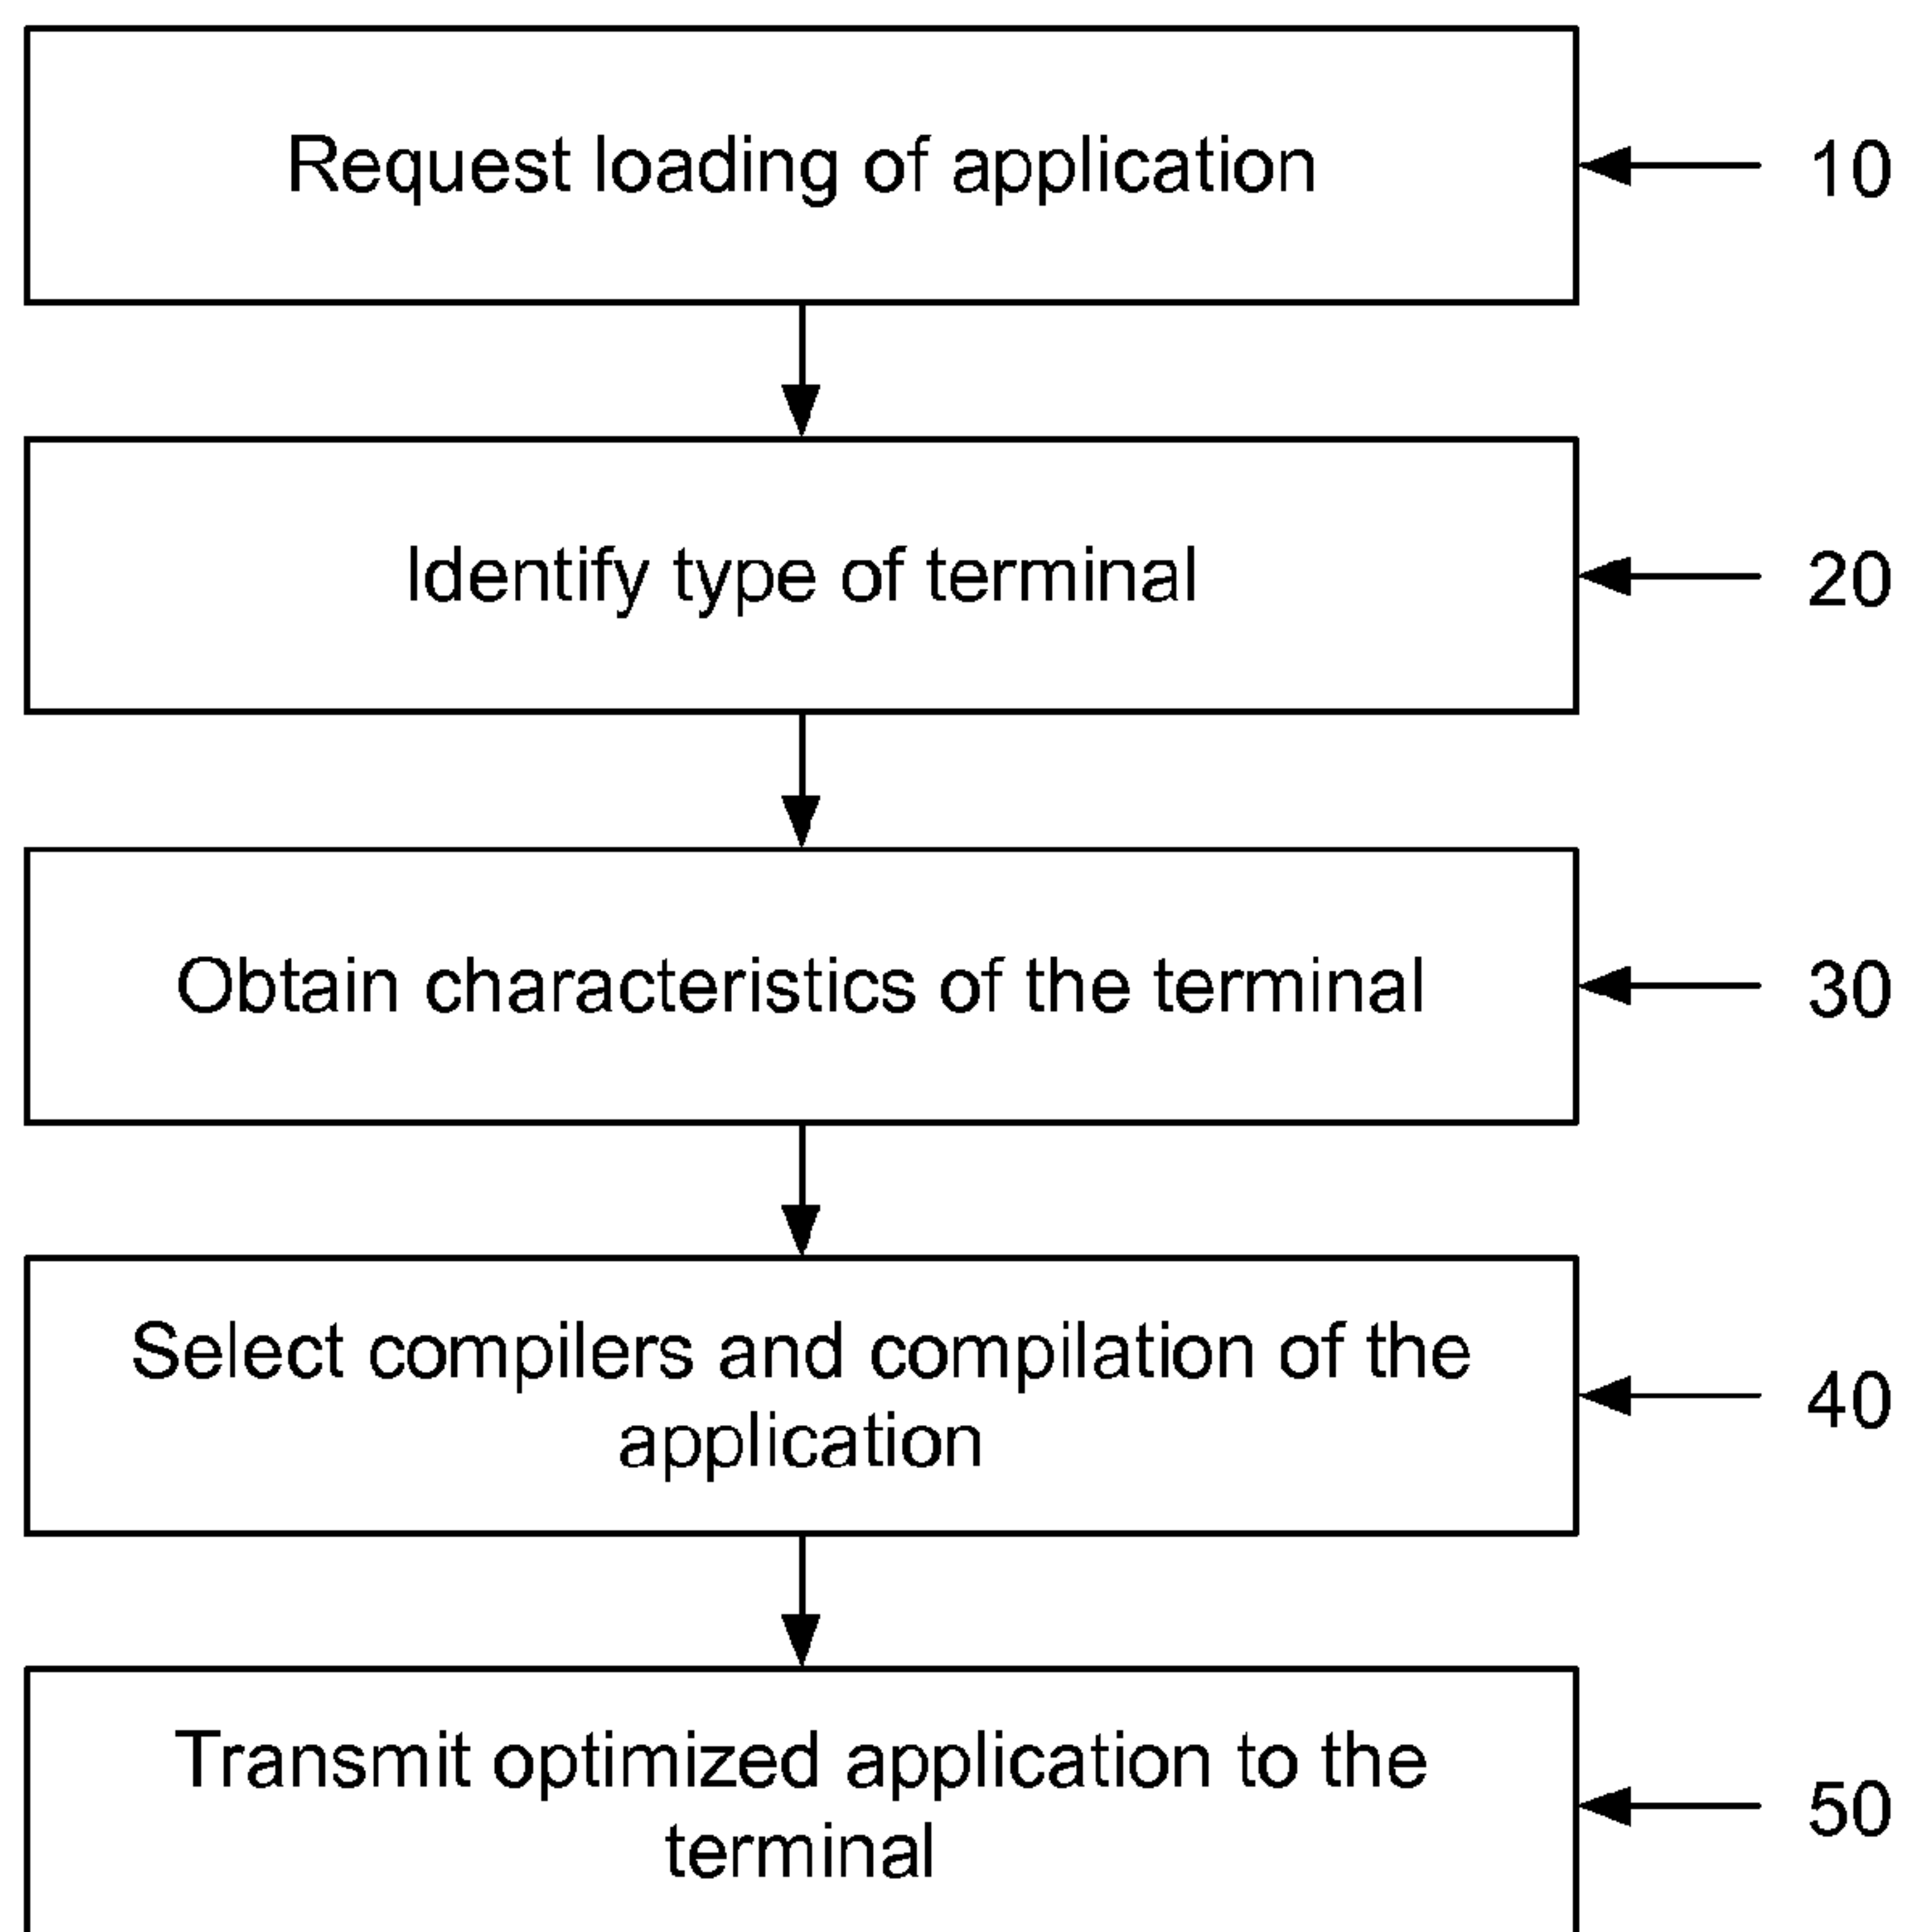 Request loading of application
10
Identify type of terminal
20
Obtain characteristics of the terminal
30
Select compilers and compilation of the
application
40
Transmit optimized application to the
terminal
50